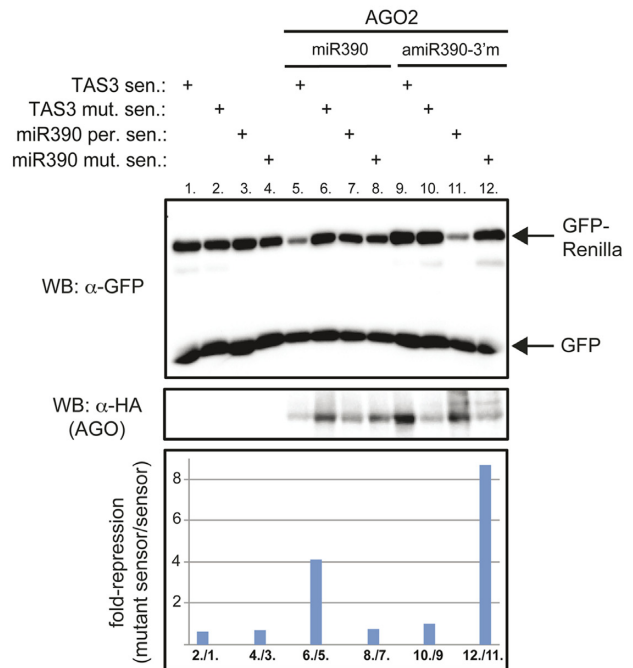 AGO2
miR390 amiR390-3'm
TAS3 sen.: + + +
TAS3 mut. sen.: + + +
miR390 per. sen.: + + +
miR390 mut. sen.: + + +
1. 2. 3. 4. 5. 6. 7. 8. 9. 10. 11. 12.
GFP-
Renilla
WB: α-GFP
GFP
WB: α-HA
(AGO)
fold-repression
(mutant sensor/sensor)
8
6
4
2
2./1. 4./3. 6./5. 8./7. 10./9 12./11.